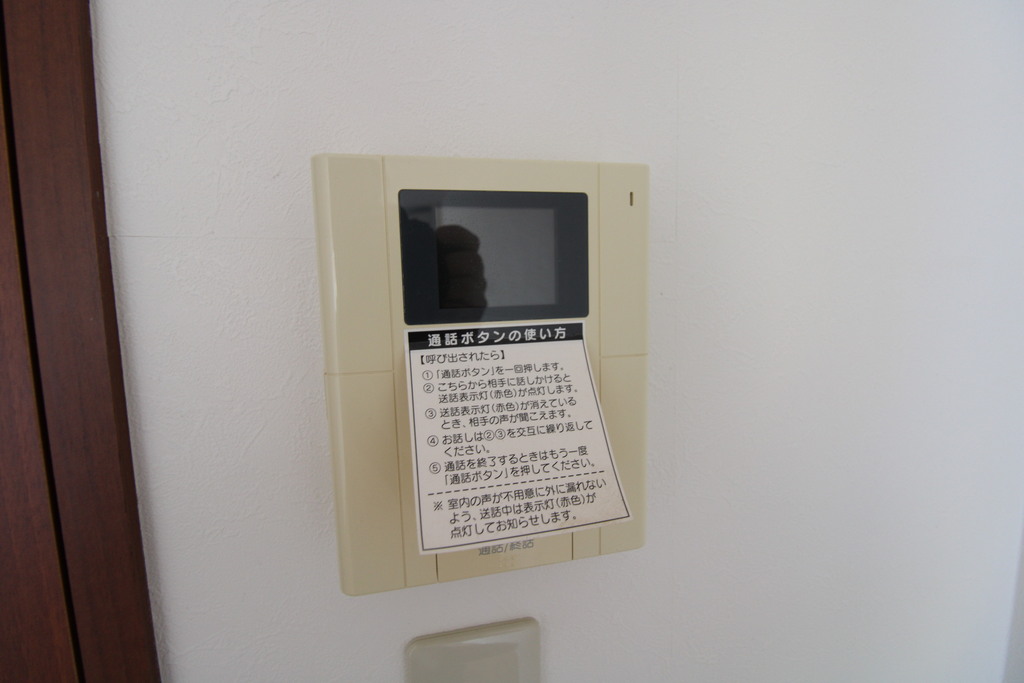 通話ボタンの使い方
【呼び出されたら】
①「通話ボタン」を一回押します。
② こちらから相手に話しかけると
送話表示灯(赤色)が点灯します。
③ 送話表示灯(赤色)が消えている
とき、相手の声が聞こえます。
④ お話しは②③を交互に繰り返して
ください。
⑤ 通話を終了するときはもう一度
「通話ボタン」を押してください。
※ 室内の声が不用意に外に漏れない
よう、送話中は表示灯(赤色)が
点灯してお知らせします。
通話/終話